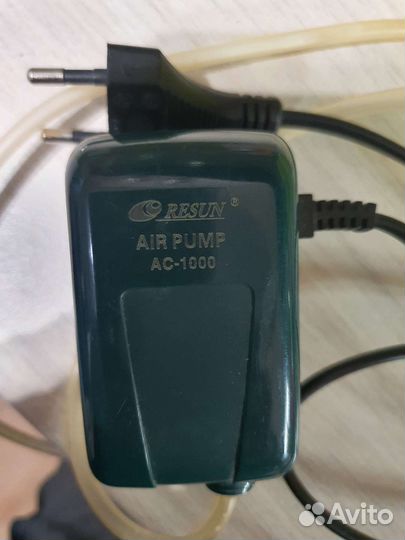 RESUN ®
AIR PUMP
AC-1000
Avito